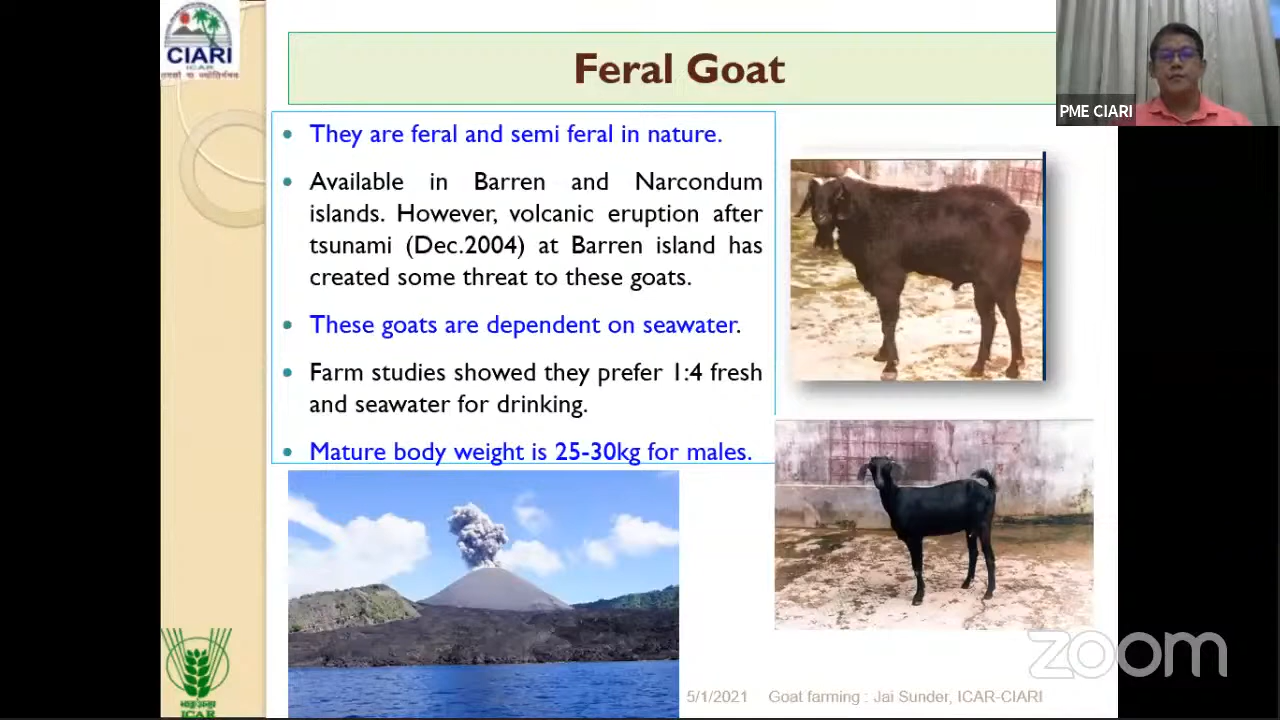 CIARI
ICAR
Feral Goat
PME CIARI
• They are feral and semi feral in nature.
• Available in Barren and Narcondum
islands. However, volcanic eruption after
tsunami (Dec.2004) at Barren island has
created some threat to these goats.
• These goats are dependent on seawater.
• Farm studies showed they prefer 1:4 fresh
and seawater for drinking.
• Mature body weight is 25-30kg for males.
ICAR
5/1/2021 Goat farming : Jai Sunder, ICAR-CIARI
zoom